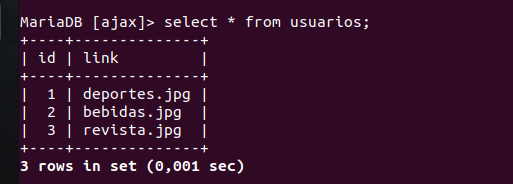 MariaDB [ajax]> select * from usuarios;
+----+--------------+
| id | link         |
+----+--------------+
|  1 | deportes.jpg |
|  2 | bebidas.jpg  |
|  3 | revista.jpg  |
+----+--------------+
3 rows in set (0,001 sec)